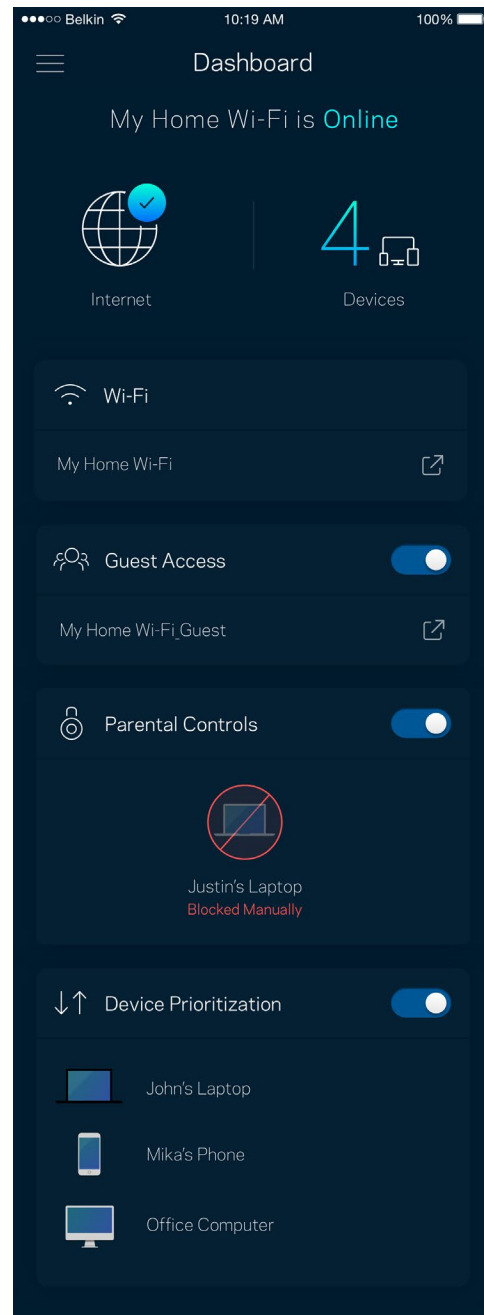 Belkin 10:19 AM 100%
Dashboard
My Home Wi-Fi is Online
4
Internet Devices
Wi-Fi
My Home Wi-Fi
Guest Access
My Home Wi-Fi_Guest
Parental Controls
Justin's Laptop
Blocked Manually
Device Prioritization
John's Laptop
Mika's Phone
Office Computer